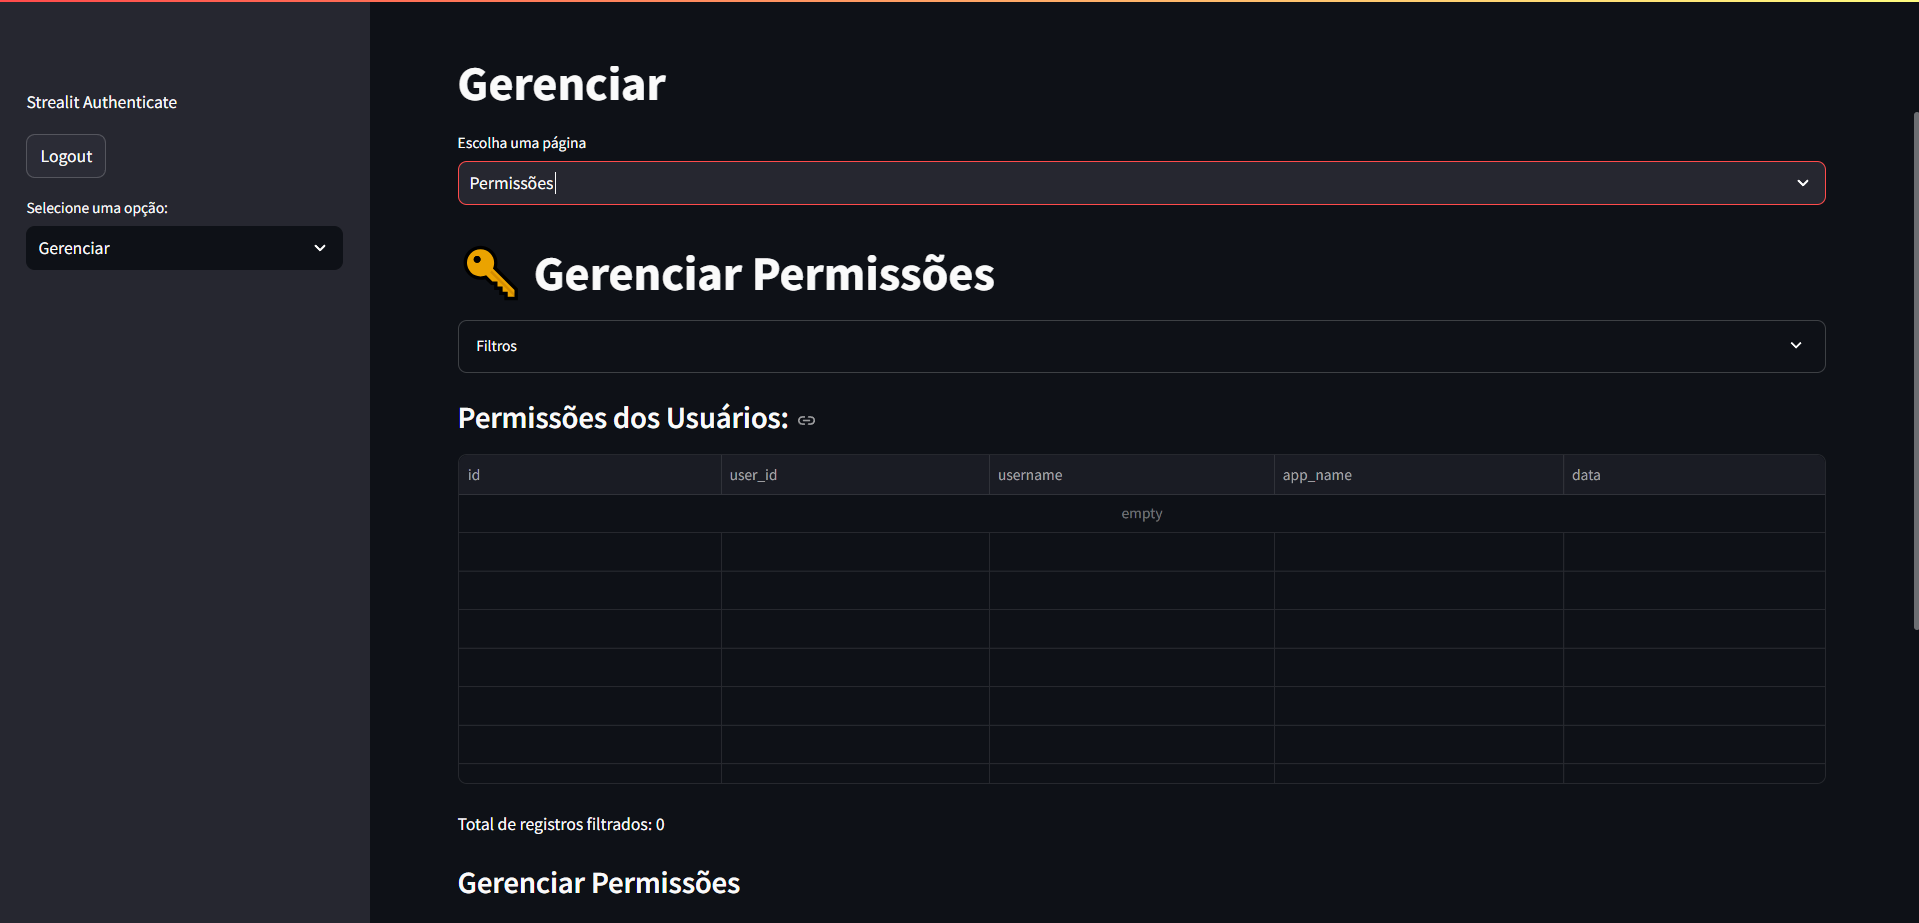 Strealit Authenticate
Logout
Selecione uma opção:
Gerenciar
Gerenciar
Escolha uma página
Permissões
Gerenciar Permissões
Filtros
Permissões dos Usuários:
id user_id username app_name data
empty
Total de registros filtrados: 0
Gerenciar Permissões